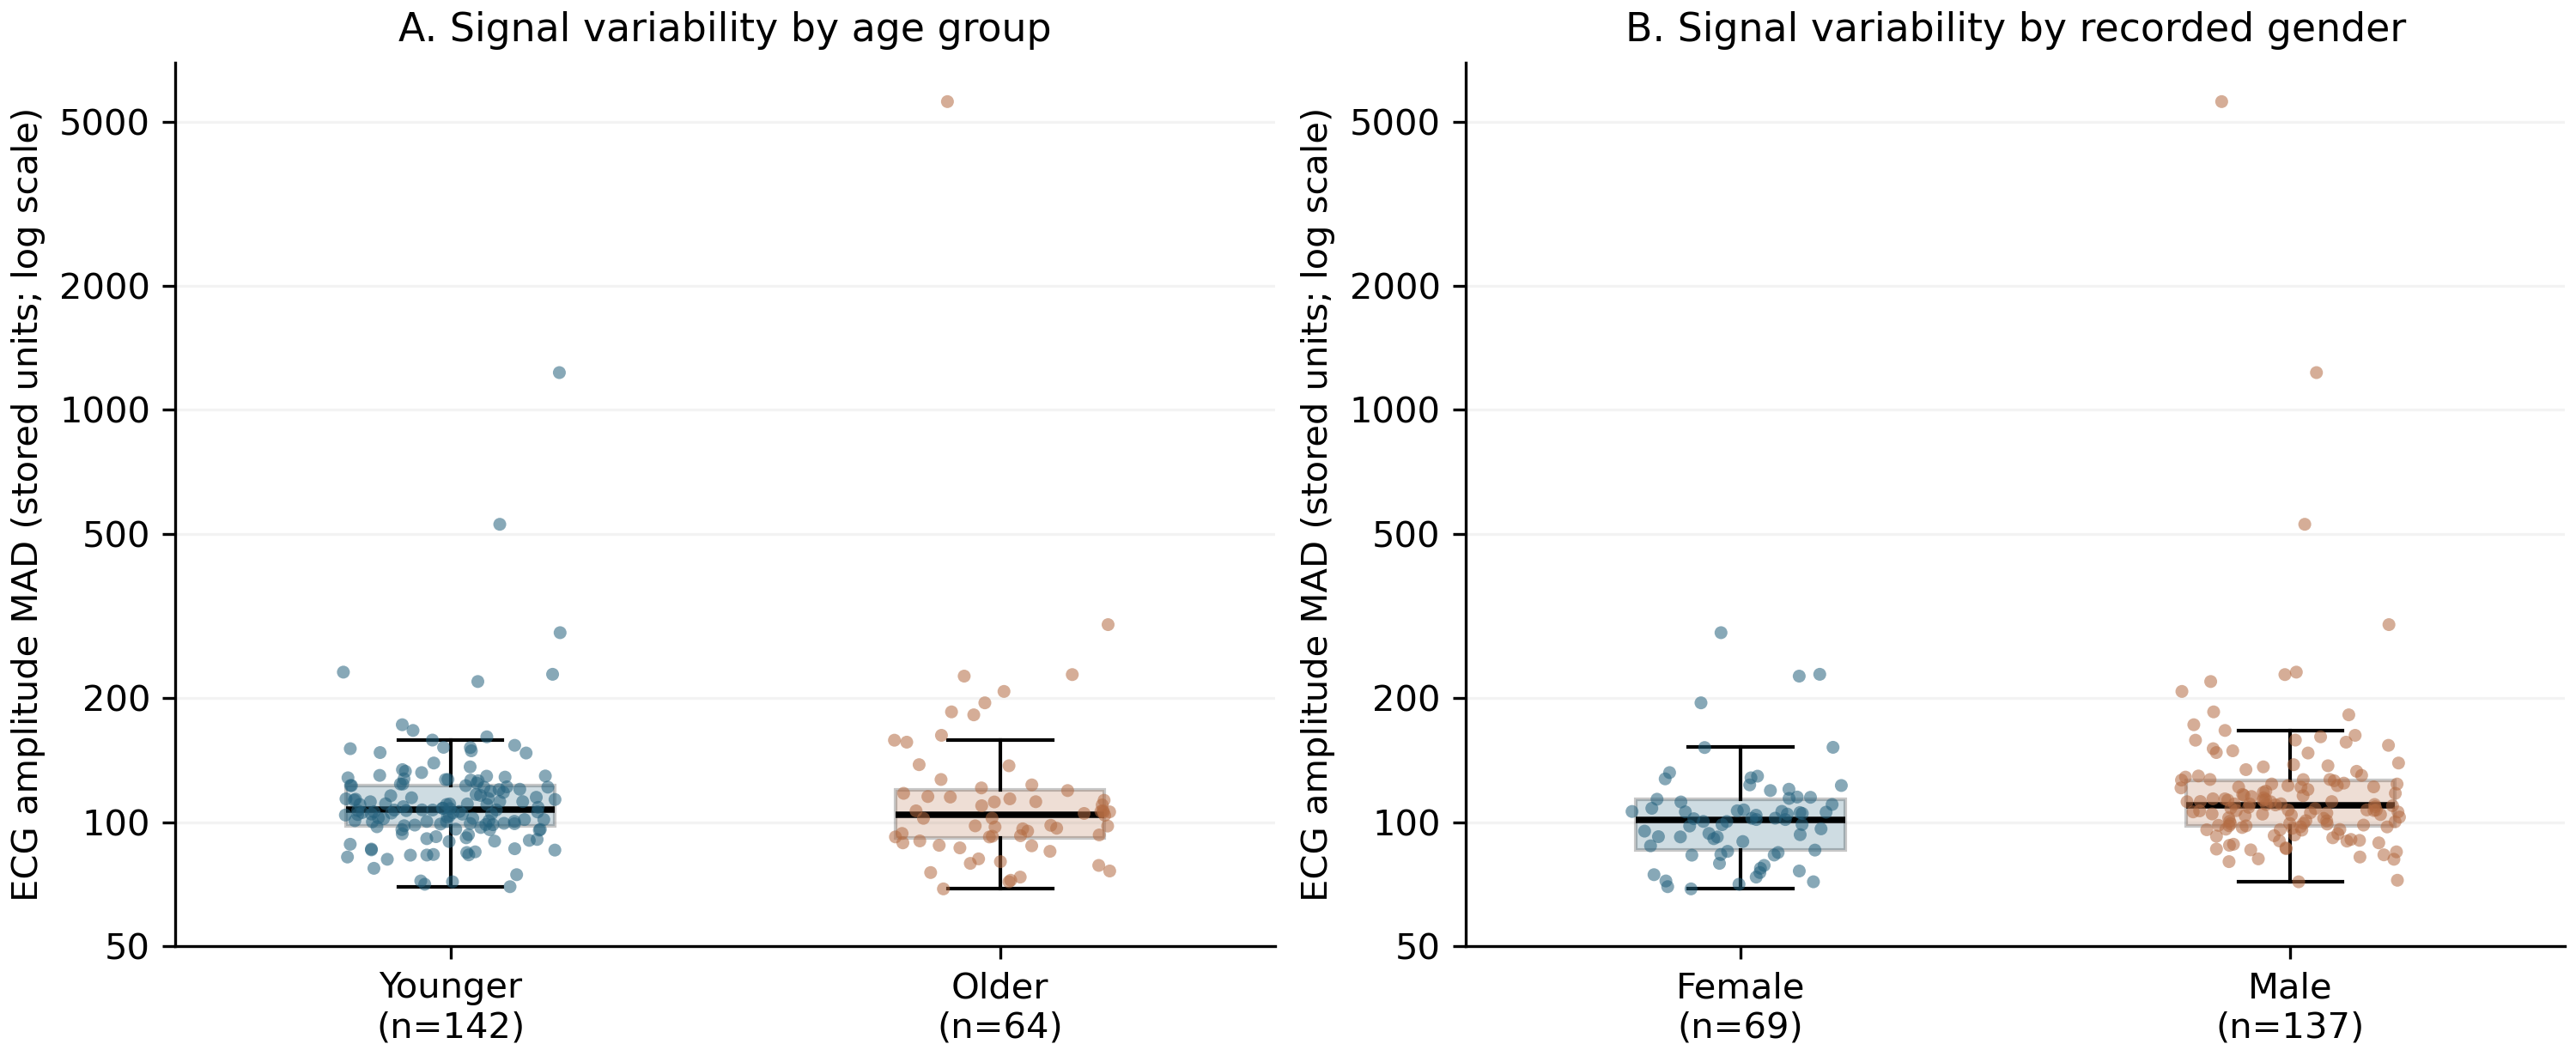 A. Signal variability by age group
ECG amplitude MAD (stored units; log scale)
5000
2000
1000
500
200
100
50
Younger
(n=142)
Older
(n=64)
B. Signal variability by recorded gender
ECG amplitude MAD (stored units; log scale)
5000
2000
1000
500
200
100
50
Female
(n=69)
Male
(n=137)